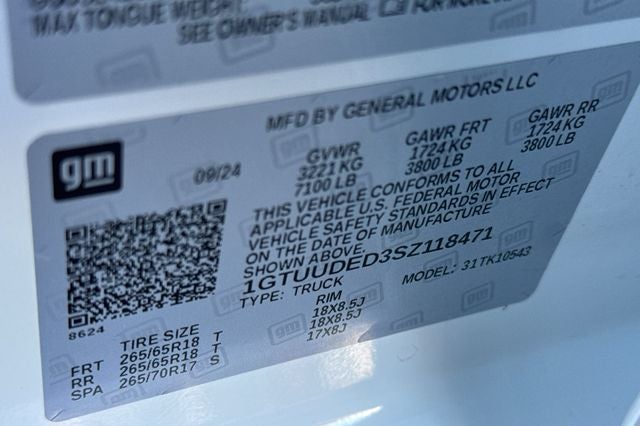 MAX TONGUE WEIGHT:
SEE OWNER'S MANUAL FOR MORE
MFD BY GENERAL MOTORS LLC
gm
09/24
GVWR GAWR FRT GAWR RR
3221 KG 1724 KG 1724 KG
7100 LB 3800 LB 3800 LB
THIS VEHICLE CONFORMS TO ALL
APPLICABLE U.S. FEDERAL MOTOR
VEHICLE SAFETY STANDARDS IN EFFECT
ON THE DATE OF MANUFACTURE
SHOWN ABOVE.
1GTUUDED3SZ118471
TYPE: TRUCK MODEL: 31TK10543
8624
TIRE SIZE RIM
FRT 265/65R18 T 18X8.5J
RR 265/65R18 T 18X8.5J
SPA 265/70R17 S 17X8J